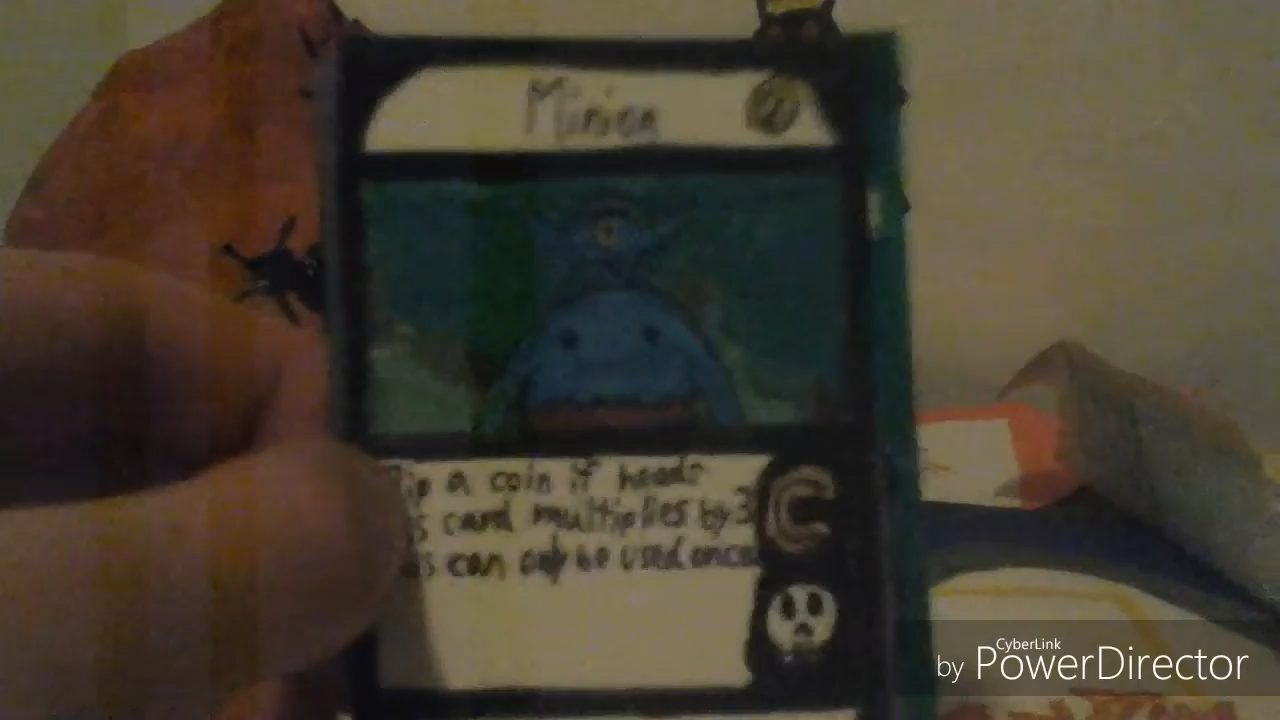 Minion
a coin if heads
card multiplies by 3
can only be used once
C
CyberLink
by PowerDirector